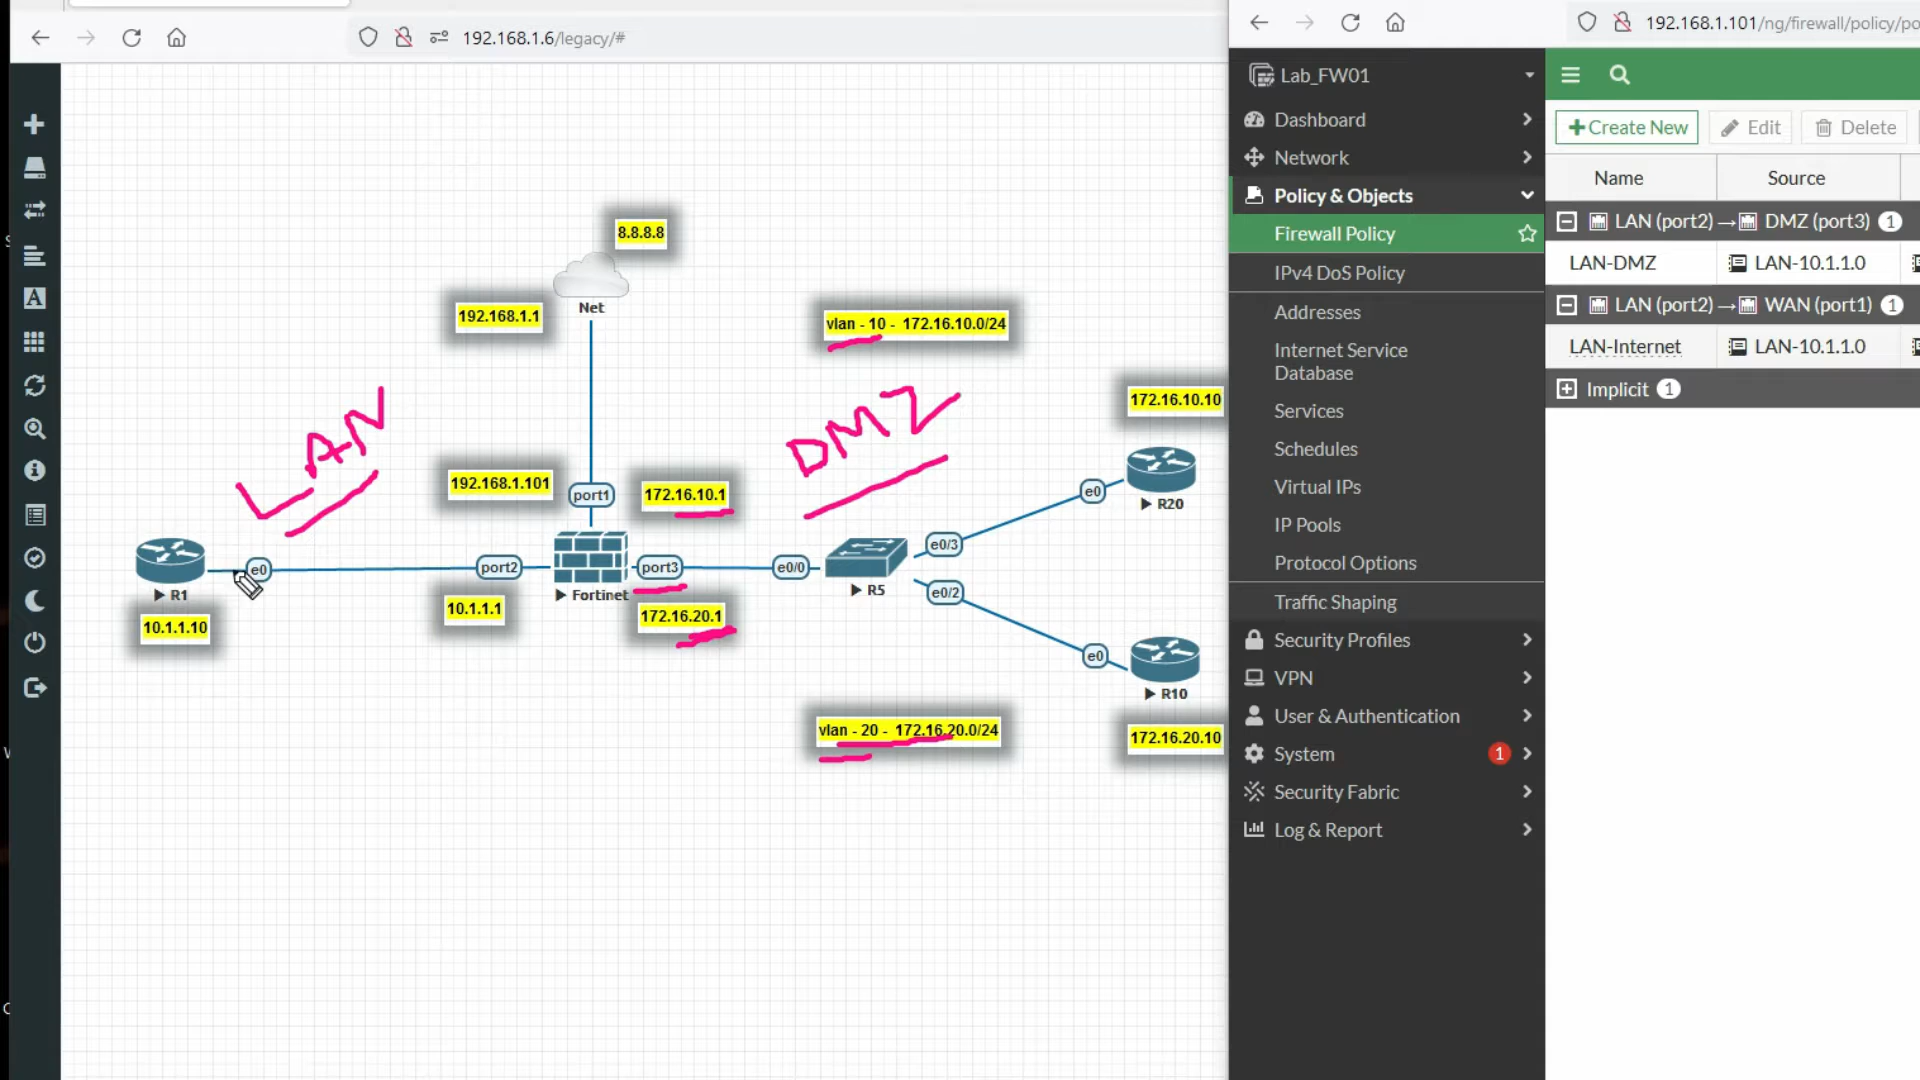 192.168.1.6/legacy/#
8.8.8.8
Net
192.168.1.1
vlan - 10 - 172.16.10.0/24
LAN
DMZ
172.16.10.10
192.168.1.101
port1
172.16.10.1
e0
R20
e0/3
e0
port2
port3
e0/0
R1
Fortinet
R5
e0/2
10.1.1.10
10.1.1.1
172.16.20.1
e0
R10
vlan - 20 - 172.16.20.0/24
172.16.20.10
192.168.1.101/ng/firewall/policy/po
Lab_FW01
Dashboard
Network
Policy & Objects
Firewall Policy
IPv4 DoS Policy
Addresses
Internet Service
Database
Services
Schedules
Virtual IPs
IP Pools
Protocol Options
Traffic Shaping
Security Profiles
VPN
User & Authentication
System 1
Security Fabric
Log & Report
Create New Edit Delete
Name Source
LAN (port2) → DMZ (port3) 1
LAN-DMZ LAN-10.1.1.0
LAN (port2) → WAN (port1) 1
LAN-Internet LAN-10.1.1.0
Implicit 1